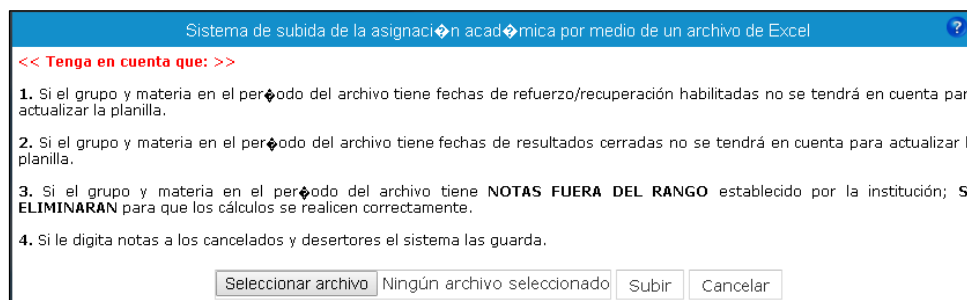 Sistema de subida de la asignaci�n acad�mica por medio de un archivo de Excel ?
<< Tenga en cuenta que: >>
1. Si el grupo y materia en el per�odo del archivo tiene fechas de refuerzo/recuperación habilitadas no se tendrá en cuenta par
actualizar la planilla.
2. Si el grupo y materia en el per�odo del archivo tiene fechas de resultados cerradas no se tendrá en cuenta para actualizar l
planilla.
3. Si el grupo y materia en el per�odo del archivo tiene NOTAS FUERA DEL RANGO establecido por la institución; S
ELIMINARAN para que los cálculos se realicen correctamente.
4. Si le digita notas a los cancelados y desertores el sistema las guarda.
Seleccionar archivo Ningún archivo seleccionado Subir Cancelar